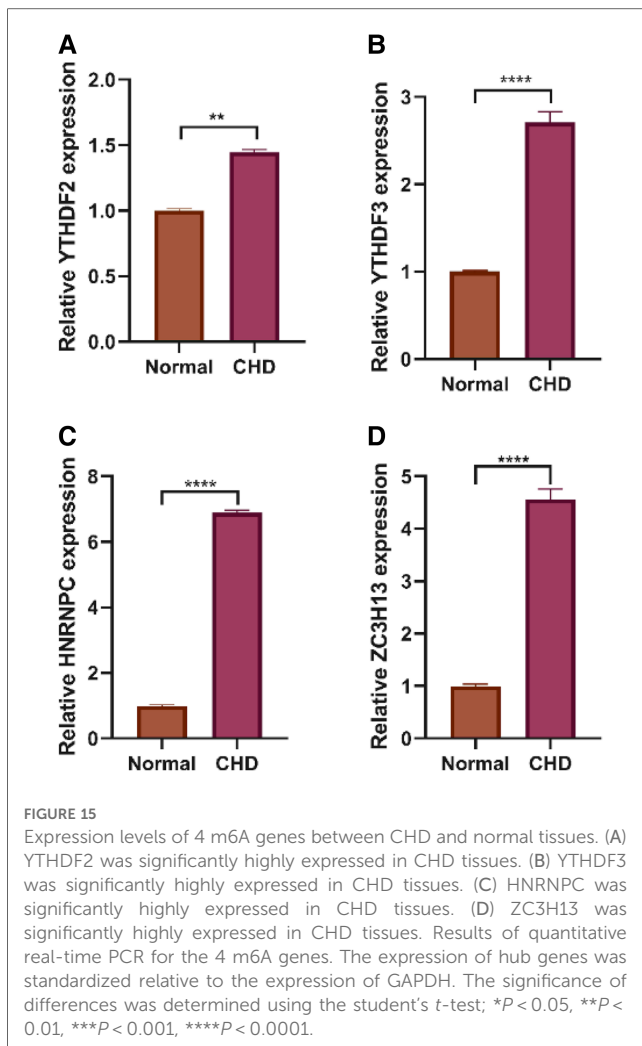 A
Relative YTHDF2 expression
2.0
1.5
1.0
0.5
0.0
**
Normal CHD
B
Relative YTHDF3 expression
3
2
1
0
****
Normal CHD
C
Relative HNRNPC expression
8
6
4
2
0
****
Normal CHD
D
Relative ZC3H13 expression
5
4
3
2
1
0
****
Normal CHD
FIGURE 15
Expression levels of 4 m6A genes between CHD and normal tissues. (A)
YTHDF2 was significantly highly expressed in CHD tissues. (B) YTHDF3
was significantly highly expressed in CHD tissues. (C) HNRNPC was
significantly highly expressed in CHD tissues. (D) ZC3H13 was
significantly highly expressed in CHD tissues. Results of quantitative
real-time PCR for the 4 m6A genes. The expression of hub genes was
standardized relative to the expression of GAPDH. The significance of
differences was determined using the student's t-test; *P < 0.05, **P <
0.01, ***P < 0.001, ****P < 0.0001.